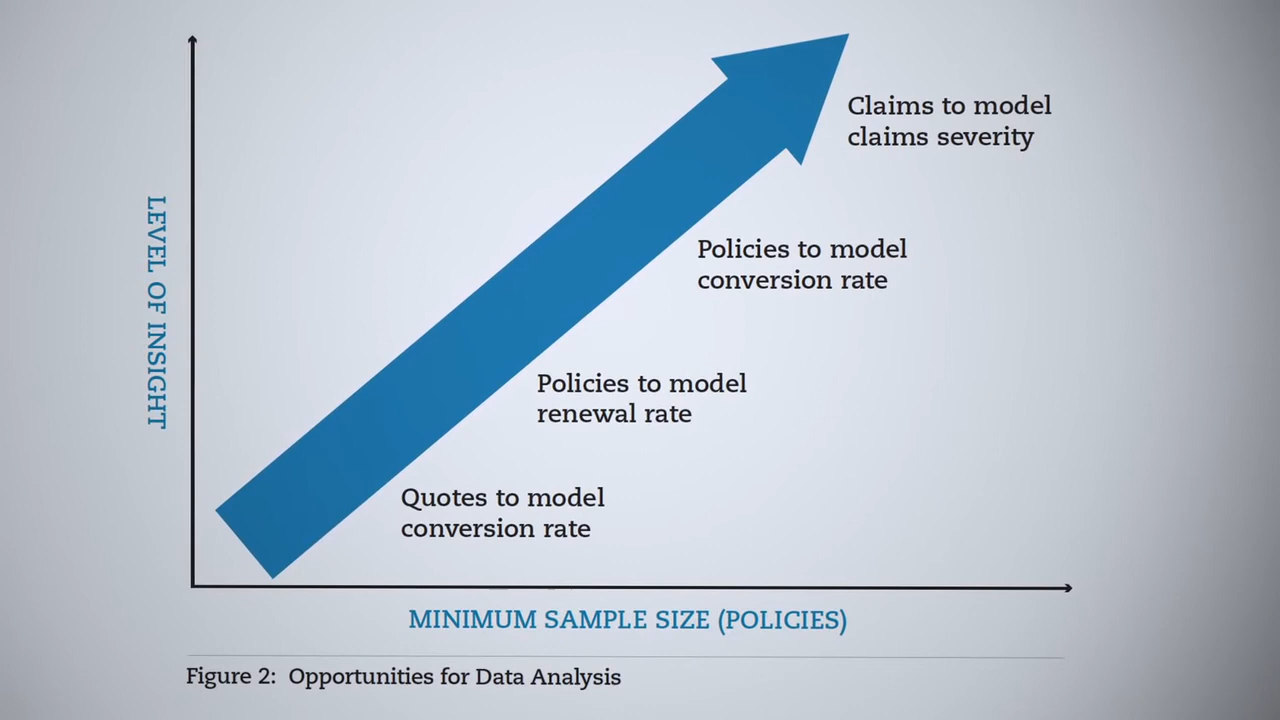 LEVEL OF INSIGHT
Claims to model
claims severity
Policies to model
conversion rate
Policies to model
renewal rate
Quotes to model
conversion rate
MINIMUM SAMPLE SIZE (POLICIES)
Figure 2: Opportunities for Data Analysis